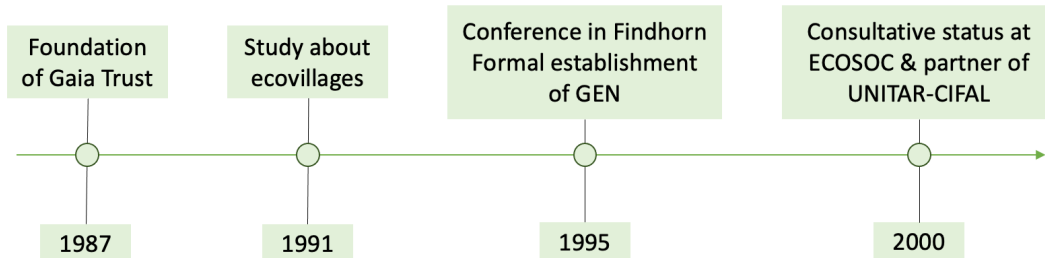 Foundation
of Gaia Trust
Study about
ecovillages
Conference in Findhorn
Formal establishment
of GEN
Consultative status at
ECOSOC & partner of
UNITAR-CIFAL
1987
1991
1995
2000